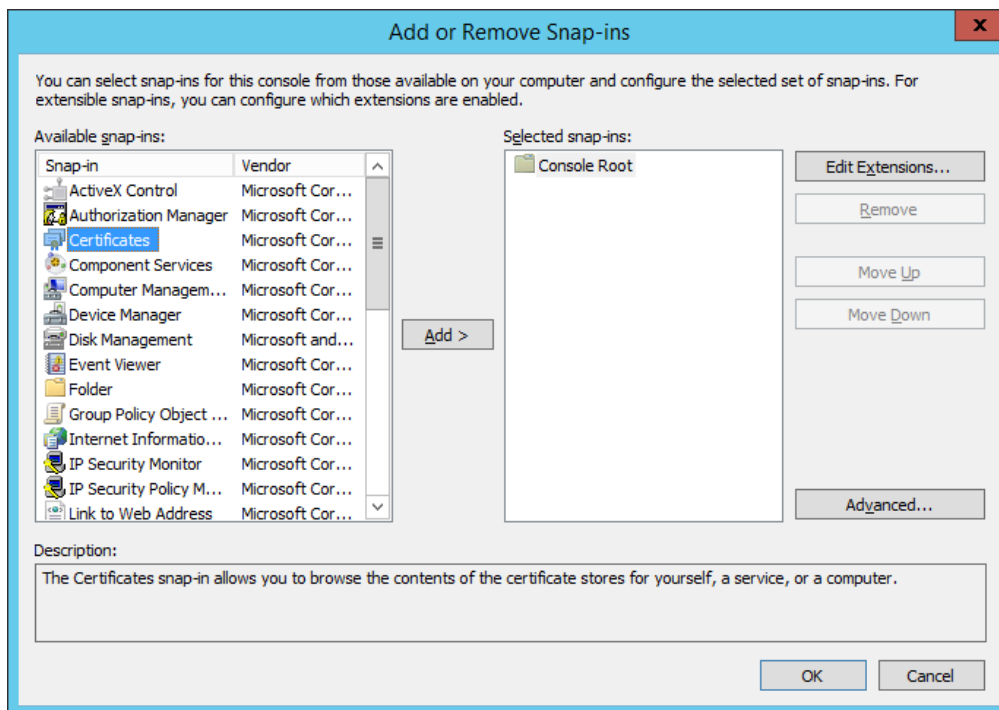 Add or Remove Snap-ins
x
You can select snap-ins for this console from those available on your computer and configure the selected set of snap-ins. For
extensible snap-ins, you can configure which extensions are enabled.
Available snap-ins:
Snap-in Vendor
ActiveX Control Microsoft Cor...
Authorization Manager Microsoft Cor...
Certificates Microsoft Cor...
Component Services Microsoft Cor...
Computer Managem... Microsoft Cor...
Device Manager Microsoft Cor...
Disk Management Microsoft and...
Event Viewer Microsoft Cor...
Folder Microsoft Cor...
Group Policy Object ... Microsoft Cor...
Internet Informatio... Microsoft Cor...
IP Security Monitor Microsoft Cor...
IP Security Policy M... Microsoft Cor...
Link to Web Address Microsoft Cor...
Add >
Selected snap-ins:
Console Root
Edit Extensions...
Remove
Move Up
Move Down
Advanced...
Description:
The Certificates snap-in allows you to browse the contents of the certificate stores for yourself, a service, or a computer.
OK Cancel